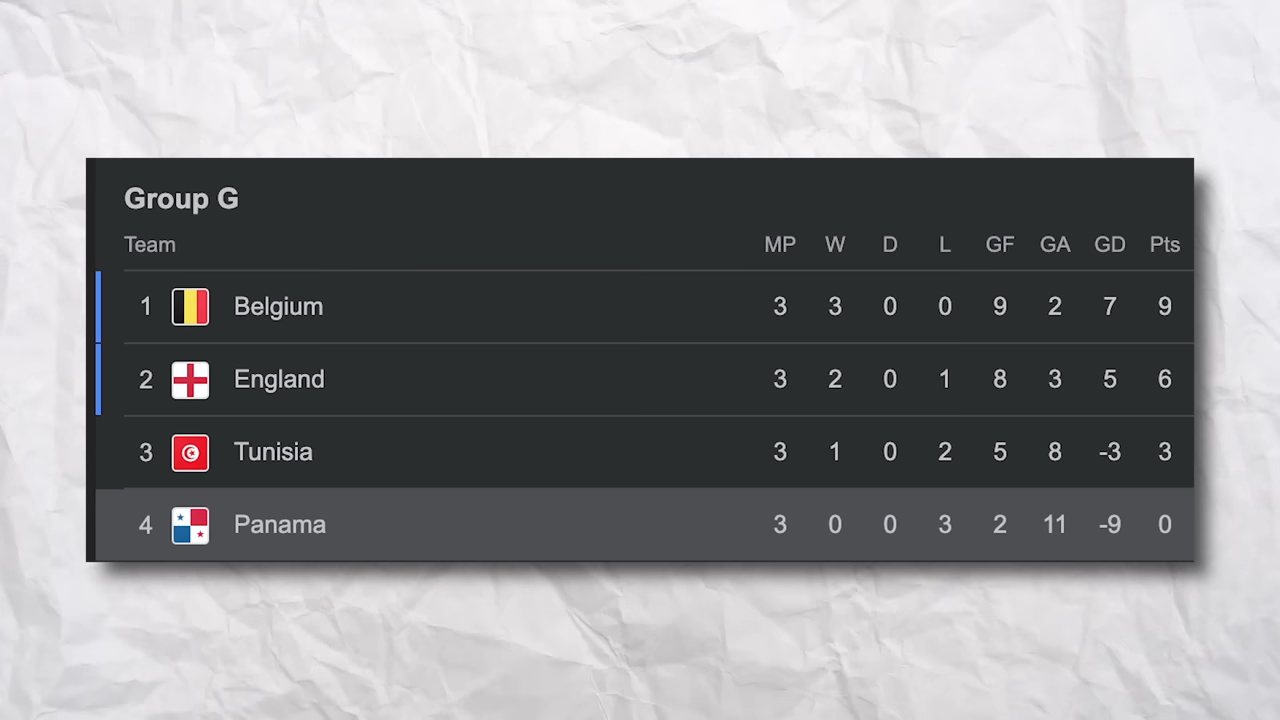 Group G
Team MP W D L GF GA GD Pts
1 Belgium 3 3 0 0 9 2 7 9
2 England 3 2 0 1 8 3 5 6
3 Tunisia 3 1 0 2 5 8 -3 3
4 Panama 3 0 0 3 2 11 -9 0